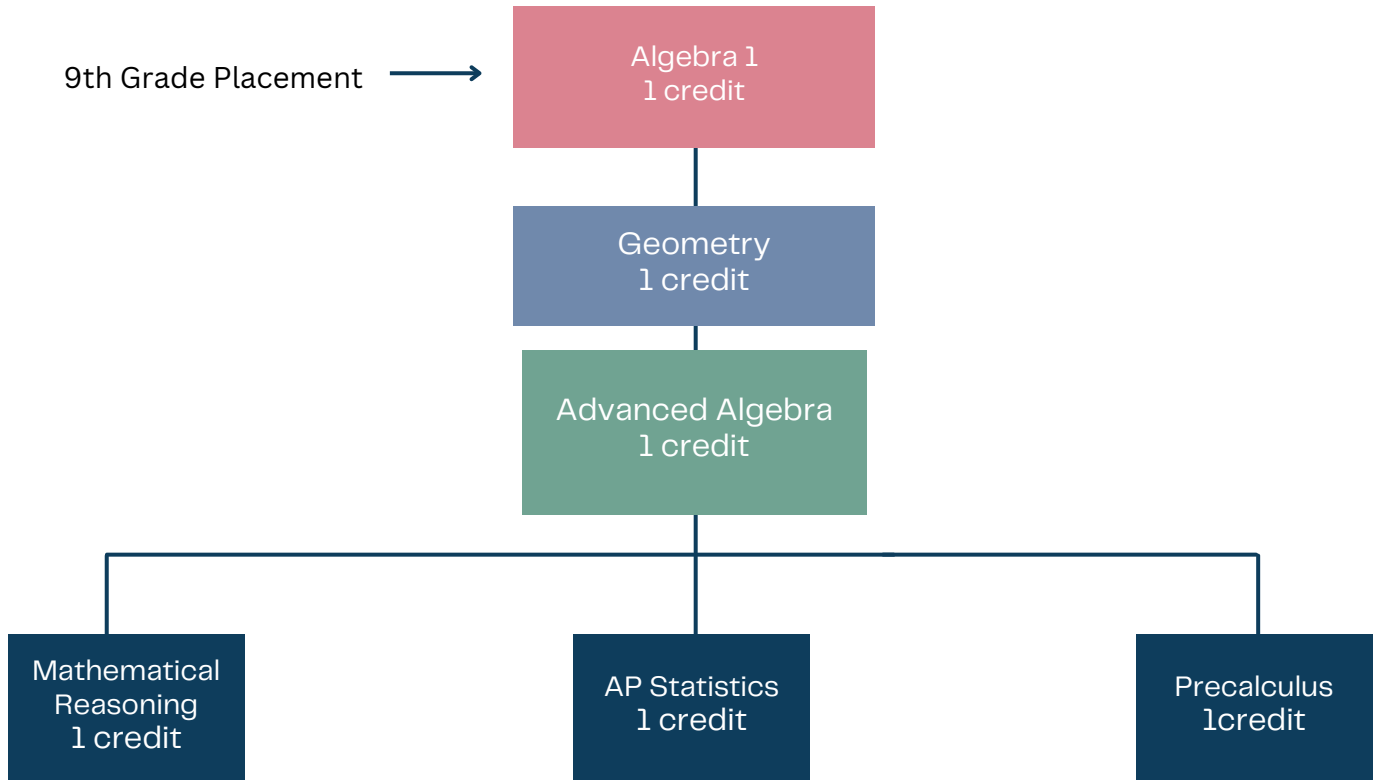 9th Grade Placement
Algebra 1
1 credit
Geometry
1 credit
Advanced Algebra
1 credit
Mathematical
Reasoning
1 credit
AP Statistics
1 credit
Precalculus
1credit